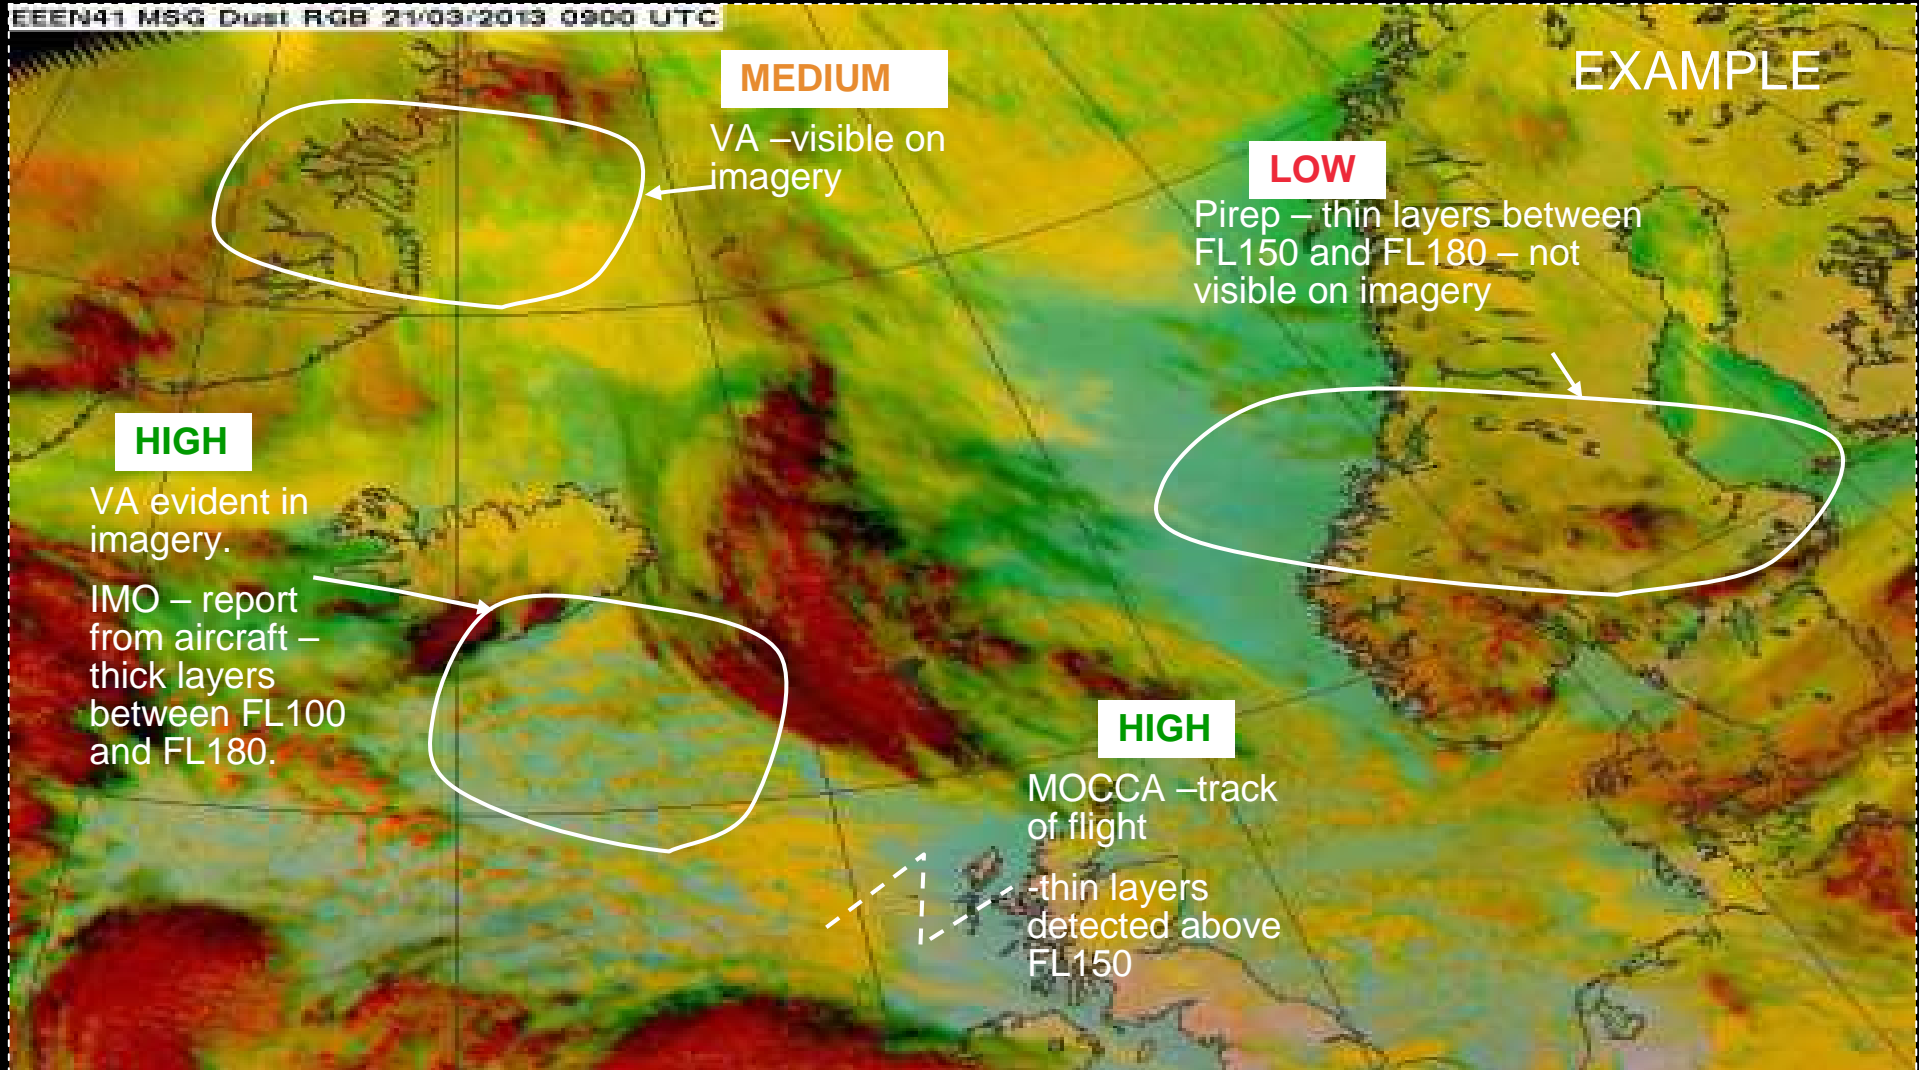 EEEN41 MSG Dust RGB 21/03/2013 0900 UTC
EXAMPLE
MEDIUM
VA –visible on
imagery
LOW
Pirep – thin layers between
FL150 and FL180 – not
visible on imagery
HIGH
VA evident in
imagery.
IMO – report
from aircraft –
thick layers
between FL100
and FL180.
HIGH
MOCCA –track
of flight
-thin layers
detected above
FL150